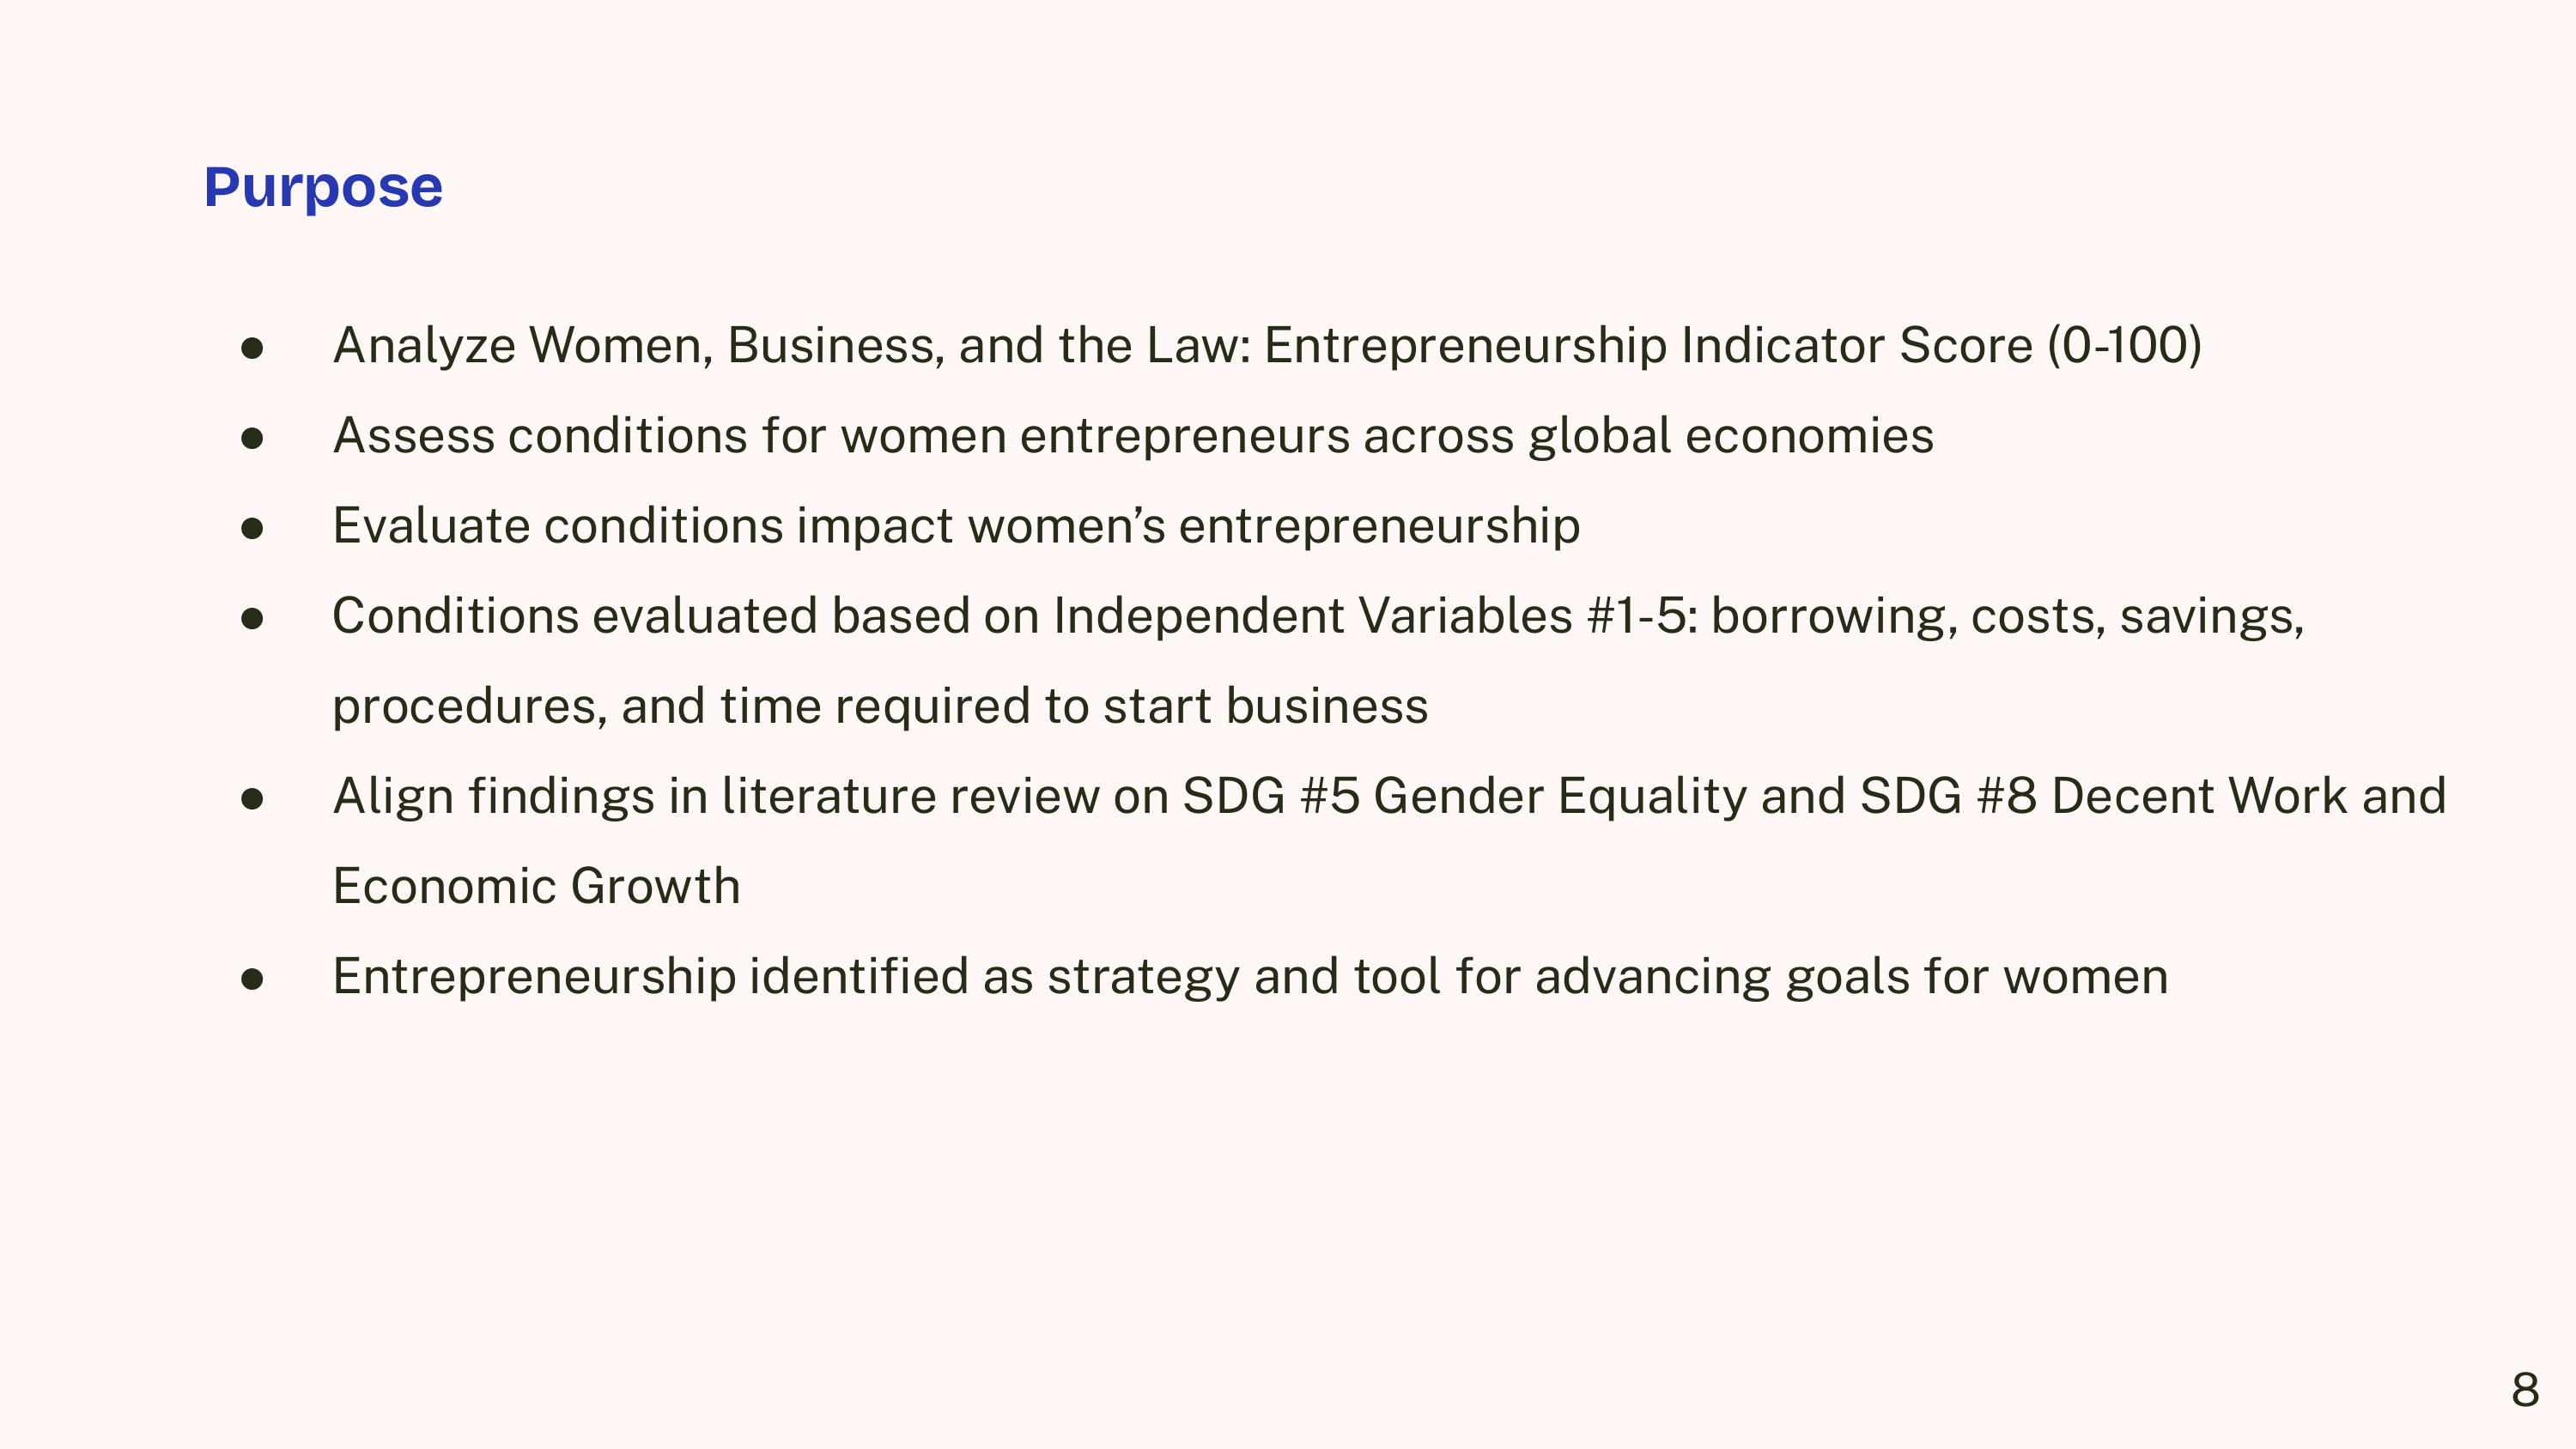 Purpose
● Analyze Women, Business, and the Law: Entrepreneurship Indicator Score (0-100)
● Assess conditions for women entrepreneurs across global economies
● Evaluate conditions impact women’s entrepreneurship
● Conditions evaluated based on Independent Variables #1-5: borrowing, costs, savings,
procedures, and time required to start business
● Align findings in literature review on SDG #5 Gender Equality and SDG #8 Decent Work and
Economic Growth
● Entrepreneurship identified as strategy and tool for advancing goals for women
8